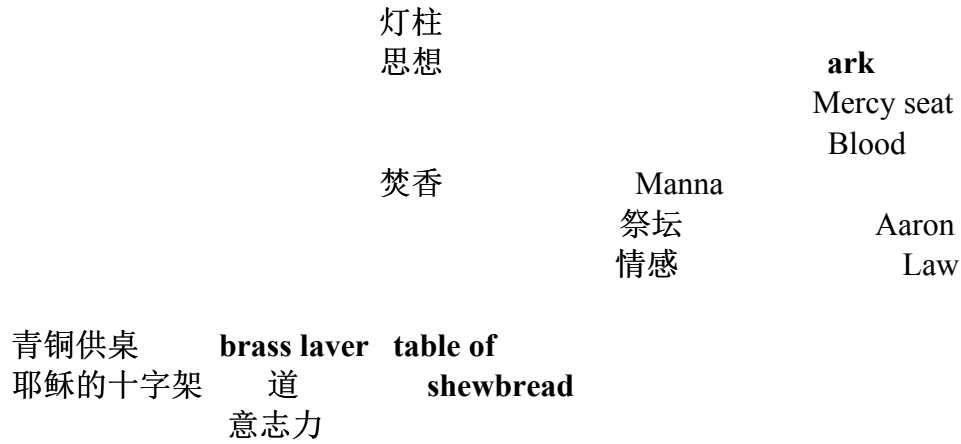 灯柱
思想 ark
Mercy seat
Blood
焚香 Manna
祭坛 Aaron
情感 Law
青铜供桌 brass laver table of
耶稣的十字架 道 shewbread
意志力